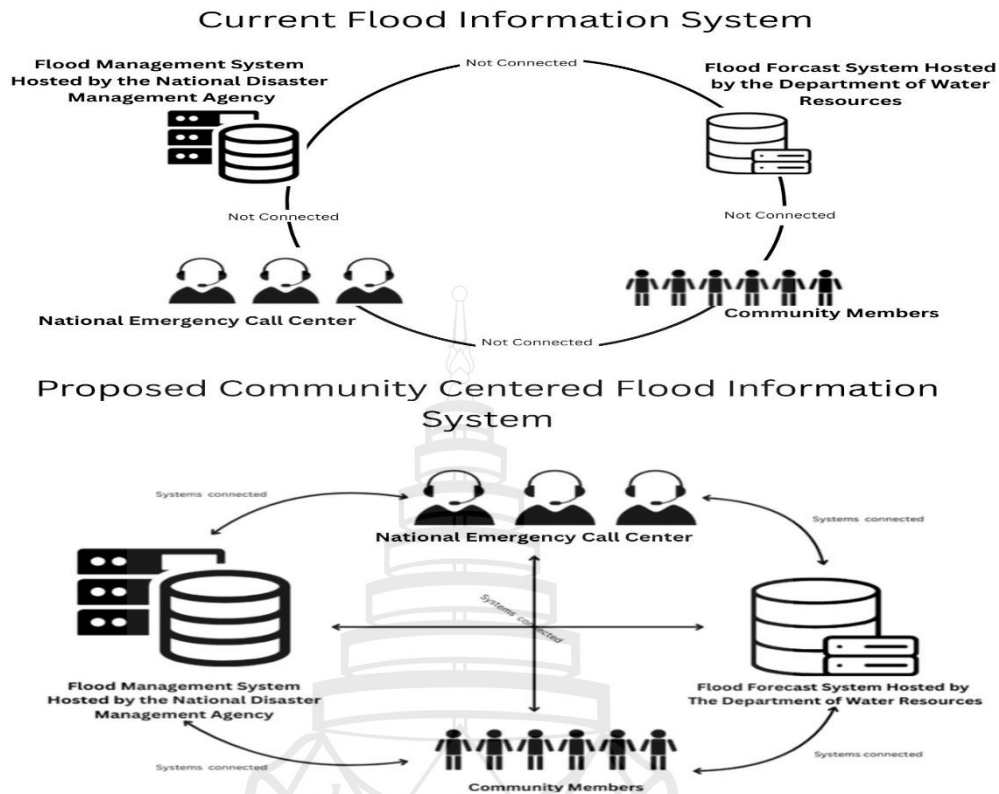 Current Flood Information System
Flood Management System
Hosted by the National Disaster
Management Agency
Not Connected
Flood Forcast System Hosted
by the Department of Water
Resources
Not Connected
Not Connected
National Emergency Call Center
Community Members
Not Connected
Proposed Community Centered Flood Information
System
Systems connected
Systems connected
National Emergency Call Center
Systems connected
Flood Management System
Hosted by the National Disaster
Management Agency
Flood Forecast System Hosted by
The Department of Water Resources
Systems connected
Systems connected
Community Members